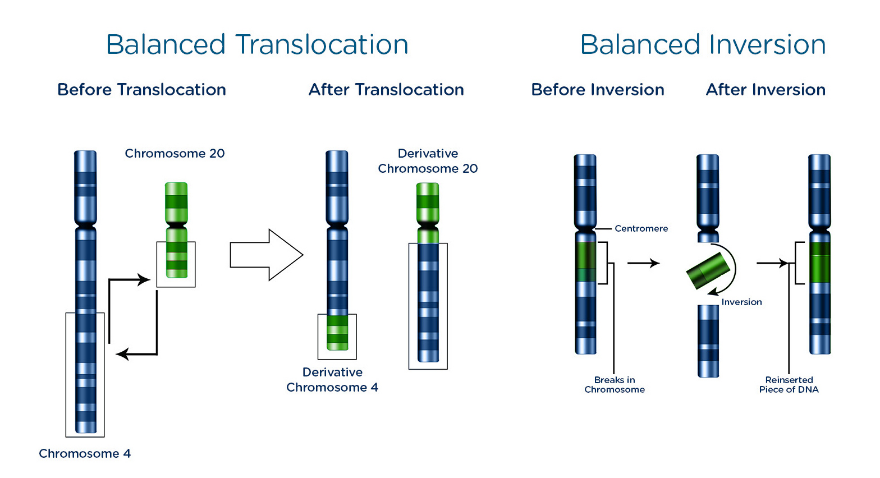 Balanced Translocation
Before Translocation
After Translocation
Chromosome 20
Derivative
Chromosome 20
Derivative
Chromosome 4
Chromosome 4
Balanced Inversion
Before Inversion
After Inversion
Centromere
Inversion
Breaks in
Chromosome
Reinserted
Piece of DNA